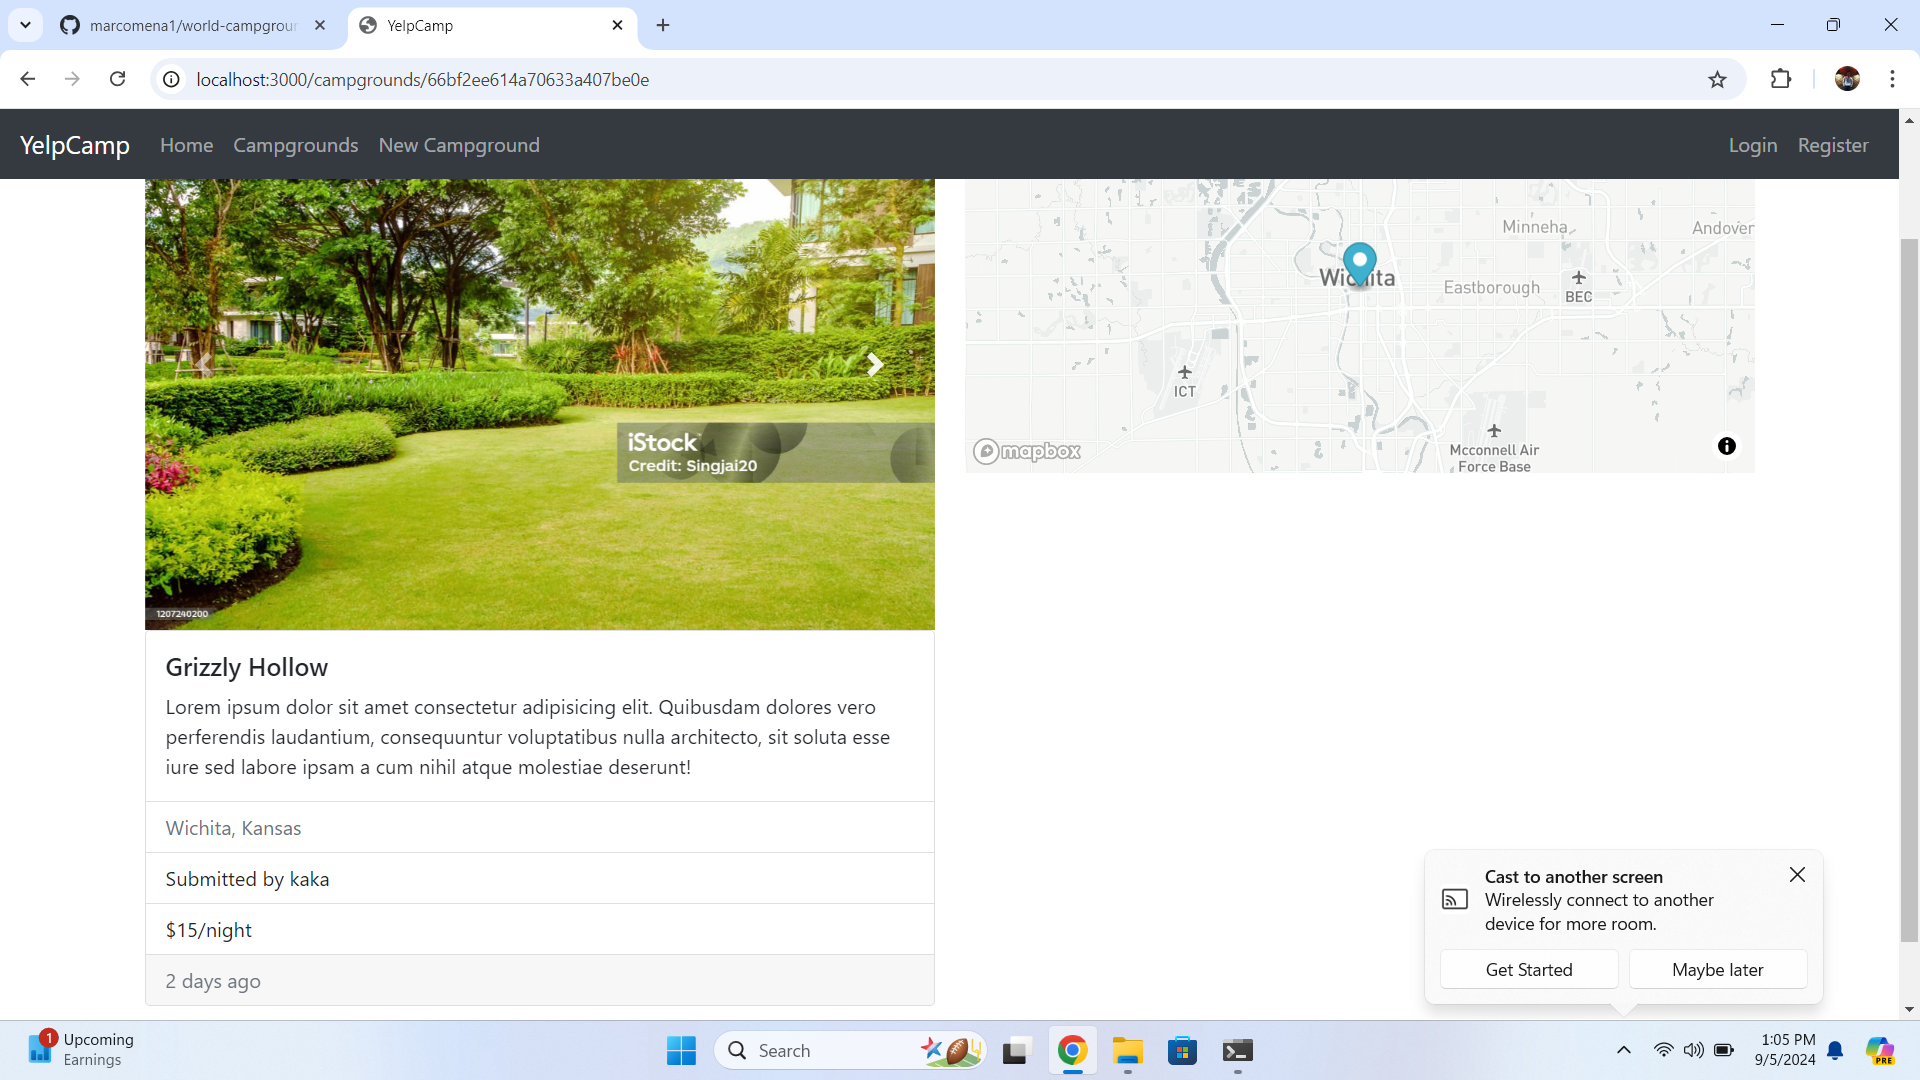 marcomena1/world-campgroun
YelpCamp
localhost:3000/campgrounds/66bf2ee614a70633a407be0e
YelpCamp Home Campgrounds New Campground Login Register
iStock
Credit: Singjai20
1207240200
Minneha
Andover
Wichita
Eastborough
BEC
ICT
Mcconnell Air
Force Base
mapbox
Grizzly Hollow
Lorem ipsum dolor sit amet consectetur adipisicing elit. Quibusdam dolores vero
perferendis laudantium, consequuntur voluptatibus nulla architecto, sit soluta esse
iure sed labore ipsam a cum nihil atque molestiae deserunt!
Wichita, Kansas
Submitted by kaka
$15/night
2 days ago
Cast to another screen
Wirelessly connect to another
device for more room.
Get Started Maybe later
1
Upcoming
Earnings
Search
1:05 PM
9/5/2024
PRE